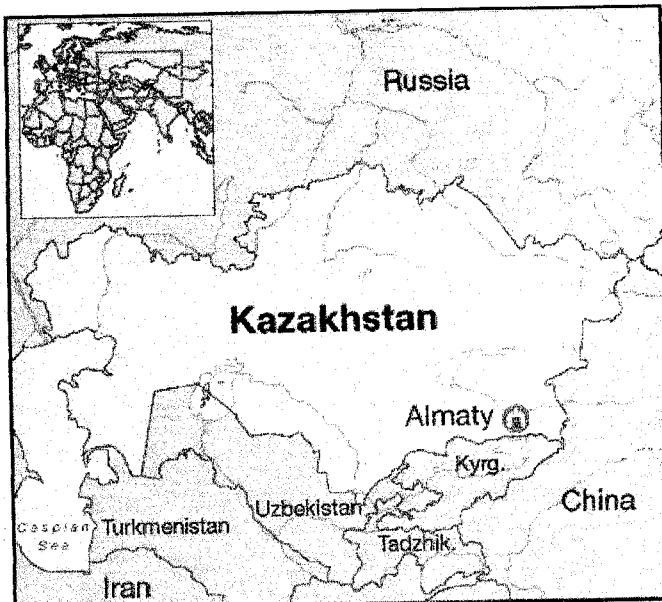 Russia
Kazakhstan
Almaty
Kyrg.
Uzbekistan
China
Caspian
Sea
Turkmenistan
Tadzhik.
Iran